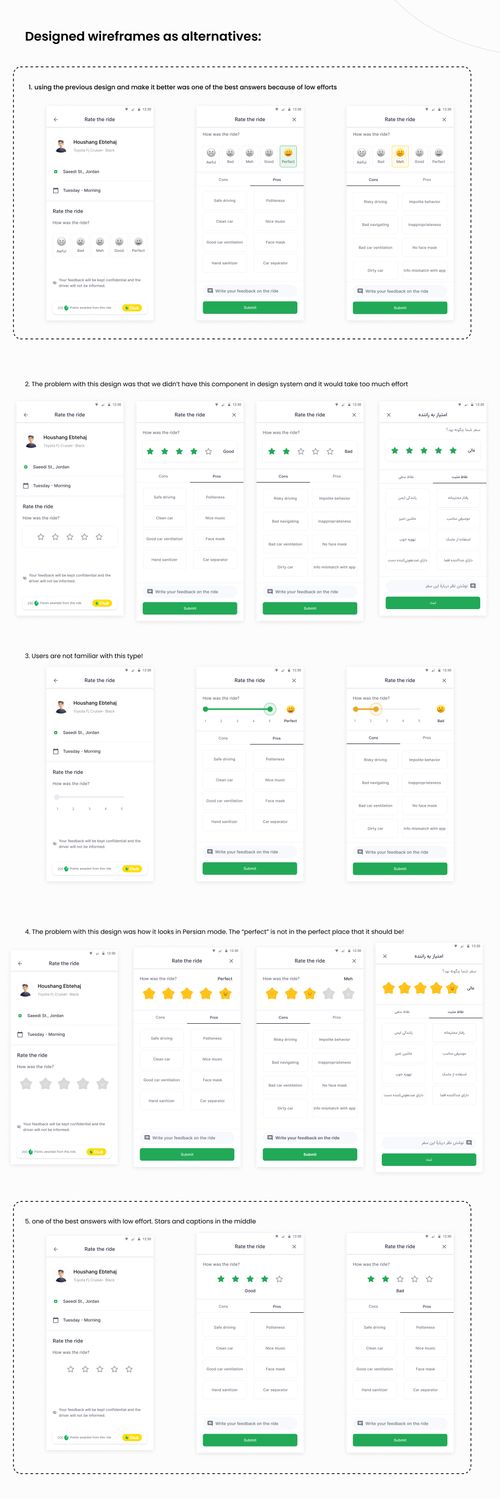 Designed wireframes as alternatives:
1. using the previous design and make it better was one of the best answers because of low efforts
12:30
Rate the ride
Houshang Ebtehaj
Toyota FJ Cruiser · Black
Saeedi St., Jordan
Tuesday - Morning
Rate the ride
How was the ride?
Awful Bad Meh Good Perfect
Your feedback will be kept confidential and the
driver will not be informed.
Points awarded from this ride
Club
12:30
Rate the ride
How was the ride?
Awful Bad Meh Good Perfect
Cons Pros
Safe driving Politeness
Clean car Nice music
Good car ventilation Face mask
Hand sanitizer Car separator
Write your feedback on the ride
Submit
12:30
Rate the ride
How was the ride?
Awful Bad Meh Good Perfect
Cons Pros
Risky driving Impolite behavior
Bad navigating Inappropriateness
Bad car ventilation No face mask
Dirty car Info mismatch with app
Write your feedback on the ride
Submit
2. The problem with this design was that we didn't have this component in design system and it would take too much effort
12:30
Rate the ride
Houshang Ebtehaj
Toyota FJ Cruiser · Black
Saeedi St., Jordan
Tuesday - Morning
Rate the ride
How was the ride?
Your feedback will be kept confidential and the
driver will not be informed.
Points awarded from this ride
Club
12:30
Rate the ride
How was the ride?
Good
Cons Pros
Safe driving Politeness
Clean car Nice music
Good car ventilation Face mask
Hand sanitizer Car separator
Write your feedback on the ride
Submit
12:30
Rate the ride
How was the ride?
Bad
Cons Pros
Risky driving Impolite behavior
Bad navigating Inappropriateness
Bad car ventilation No face mask
Dirty car Info mismatch with app
Write your feedback on the ride
Submit
12:30
امتیاز به راننده
سفر شما چگونه بود؟
عالی
نقاط مثبت نقاط منفی
رفتار محترمانه رانندگی ایمن
موسیقی مناسب ماشین تمیز
استفاده از ماسک تهویه خوب
نوشتن نظر دربارهٔ این سفر
ثبت
3. Users are not familiar with this type!
12:30
Rate the ride
Houshang Ebtehaj
Toyota FJ Cruiser · Black
Saeedi St., Jordan
Tuesday - Morning
Rate the ride
How was the ride?
1 2 3 4 5
Your feedback will be kept confidential and the
driver will not be informed.
Points awarded from this ride
Club
12:30
Rate the ride
How was the ride?
1 2 3 4 5 Perfect
Cons Pros
Safe driving Politeness
Clean car Nice music
Good car ventilation Face mask
Hand sanitizer Car separator
Write your feedback on the ride
Submit
12:30
Rate the ride
How was the ride?
1 2 3 4 5 Bad
Cons Pros
Risky driving Impolite behavior
Bad navigating Inappropriateness
Bad car ventilation No face mask
Dirty car Info mismatch with app
Write your feedback on the ride
Submit
4. The problem with this design was how it looks in Persian mode. The "perfect" is not in the perfect place that it should be!
12:30
Rate the ride
Houshang Ebtehaj
Toyota FJ Cruiser · Black
Saeedi St., Jordan
Tuesday - Morning
Rate the ride
How was the ride?
Your feedback will be kept confidential and the
driver will not be informed.
Points awarded from this ride
Club
12:30
Rate the ride
How was the ride? Perfect
Cons Pros
Safe driving Politeness
Clean car Nice music
Good car ventilation Face mask
Hand sanitizer Car separator
Write your feedback on the ride
Submit
12:30
Rate the ride
How was the ride? Meh
Cons Pros
Risky driving Impolite behavior
Bad navigating Inappropriateness
Bad car ventilation No face mask
Dirty car Info mismatch with app
Write your feedback on the ride
Submit
12:30
امتیاز به راننده
سفر شما چگونه بود؟
عالی
نقاط مثبت نقاط منفی
رفتار محترمانه رانندگی ایمن
موسیقی مناسب ماشین تمیز
استفاده از ماسک تهویه خوب
نوشتن نظر دربارهٔ این سفر
ثبت
5. one of the best answers with low effort. Stars and captions in the middle
12:30
Rate the ride
Houshang Ebtehaj
Toyota FJ Cruiser · Black
Saeedi St., Jordan
Tuesday - Morning
Rate the ride
How was the ride?
Your feedback will be kept confidential and the
driver will not be informed.
Points awarded from this ride
Club
12:30
Rate the ride
How was the ride?
Good
Cons Pros
Safe driving Politeness
Clean car Nice music
Good car ventilation Face mask
Hand sanitizer Car separator
Write your feedback on the ride
Submit
12:30
Rate the ride
How was the ride?
Bad
Cons Pros
Safe driving Politeness
Clean car Nice music
Good car ventilation Face mask
Hand sanitizer Car separator
Write your feedback on the ride
Submit